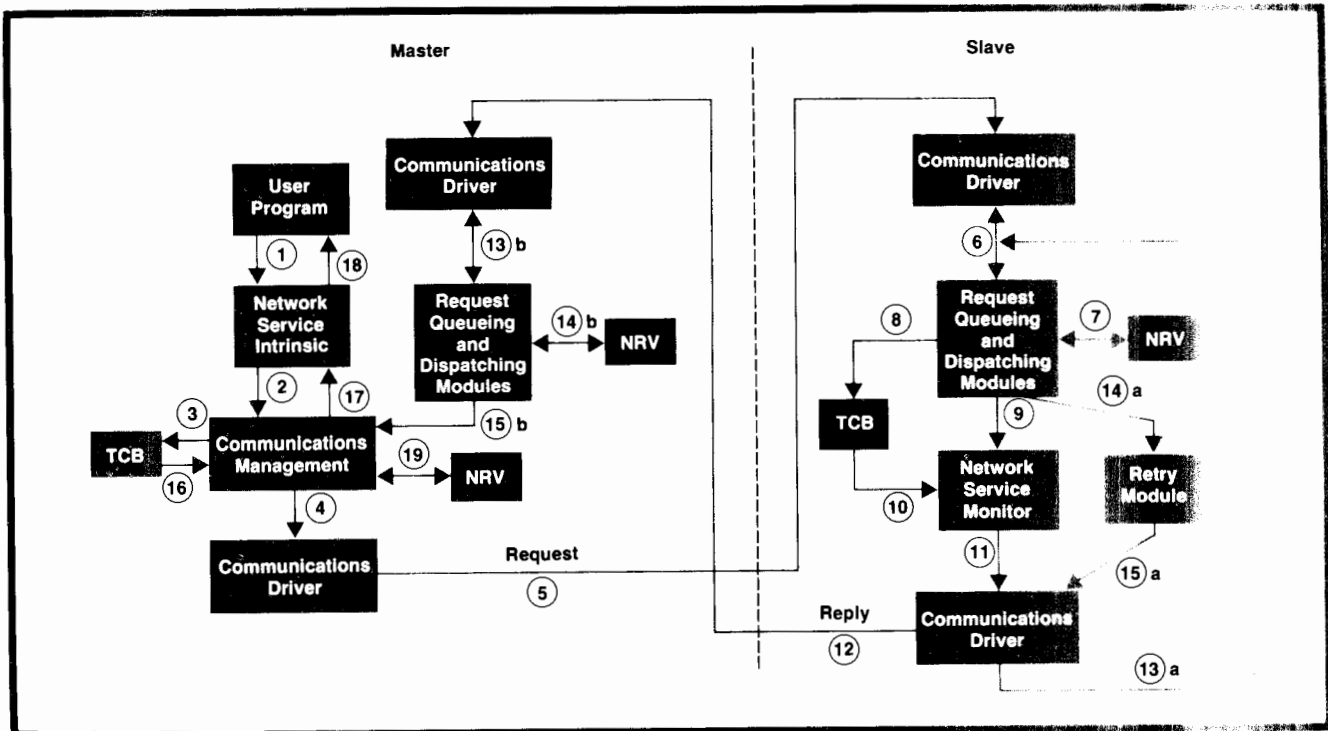 Master
Slave
Communications
Driver
User
Program
13 b
1
18
Network
Service
Intrinsic
Request
Queueing
and
Dispatching
Modules
14 b
NRV
2
17
15 b
3
TCB
16
Communications
Management
19
NRV
4
Communications
Driver
Request
5
Communications
Driver
6
Request
Queueing
and
Dispatching
Modules
7
NRV
8
14 a
TCB
9
10
Network
Service
Monitor
Retry
Module
11
15 a
Reply
12
Communications
Driver
13 a